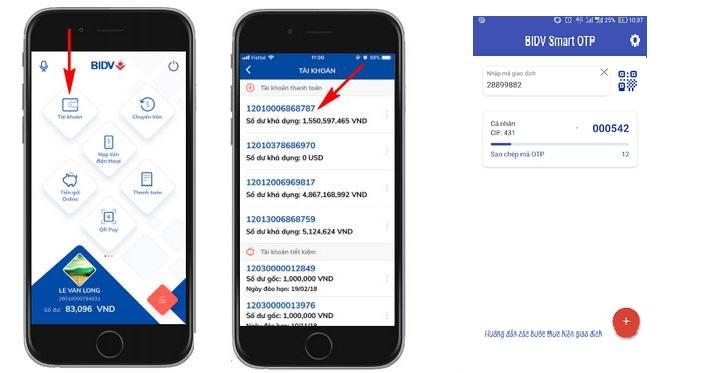 BIDV
Tài khoản
Chuyển tiền
Nạp tiền
điện thoại
Tiền gửi
Online
Thanh toán
QR Pay
LE VAN LONG
26010000784831
Số dư: 83,096 VND
Viettel 11:00 98%
TÀI KHOẢN
Tài khoản thanh toán
12010006868787
Số dư khả dụng: 1,550,597,465 VND
12010378686970
Số dư khả dụng: 0 USD
12012006969817
Số dư khả dụng: 4,867,168,992 VND
12013006868759
Số dư khả dụng: 5,124,624 VND
Tài khoản tiết kiệm
12030000012849
Số dư gốc: 1,000,000 VND
Ngày đáo hạn: 19/02/18
12030000013976
Số dư gốc: 1,000,000 VND
Ngày đáo hạn: 10/11/18
4G 25% 10:37
BIDV Smart OTP
Nhập mã giao dịch
28899882
Cá nhân
CIF: 431
000542
Sao chép mã OTP 12
+
Hướng dẫn các bước thực hiện giao dịch